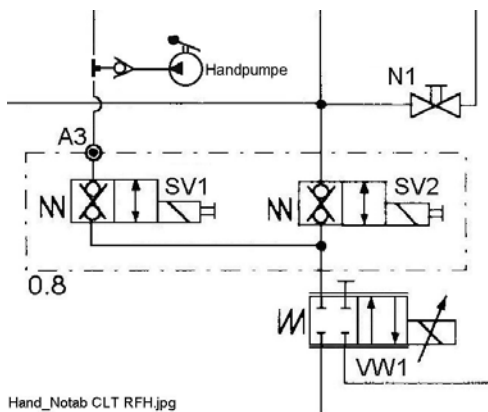 Handpumpe
N1
A3
SV1
SV2
0.8
VW1
Hand_Notab CLT RFH.jpg